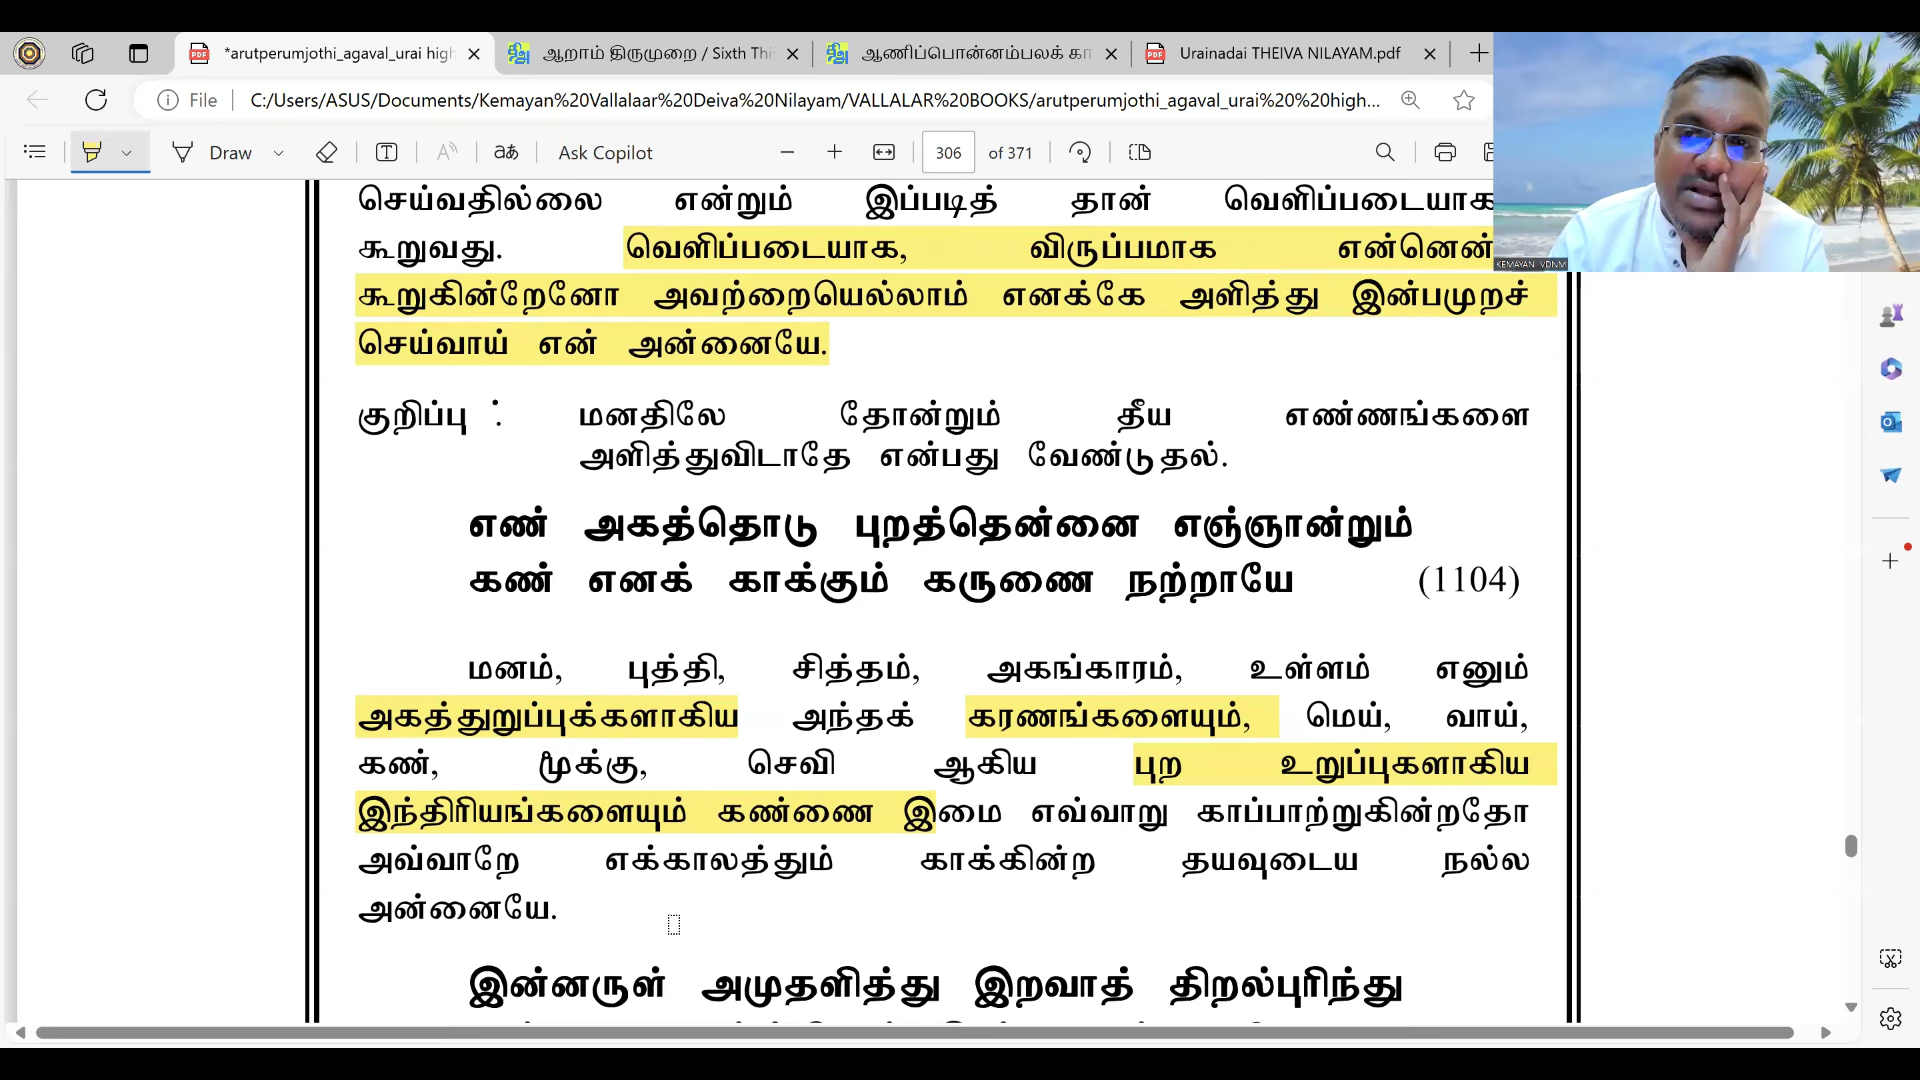 *arutperumjothi_agaval_urai high
ஆறாம் திருமுறை / Sixth Thi
ஆணிப்பொன்னம்பலக் கா
Urainadai THEIVA NILAYAM.pdf
File
C:/Users/ASUS/Documents/Kemayan%20Vallalaar%20Deiva%20Nilayam/VALLALAR%20BOOKS/arutperumjothi_agaval_urai%20%20high...
Draw
aあ
Ask Copilot
306 of 371
KEMAYAN VDNM
செய்வதில்லை என்றும் இப்படித் தான் வெளிப்படையாக
கூறுவது. வெளிப்படையாக, விருப்பமாக என்னென்
கூறுகின்றேனோ அவற்றையெல்லாம் எனக்கே அளித்து இன்பமுறச்
செய்வாய் என் அன்னையே.
குறிப்பு : மனதிலே தோன்றும் தீய எண்ணங்களை
அளித்துவிடாதே என்பது வேண்டுதல்.
எண் அகத்தொடு புறத்தென்னை எஞ்ஞான்றும்
கண் எனக் காக்கும் கருணை நற்றாயே (1104)
மனம், புத்தி, சித்தம், அகங்காரம், உள்ளம் எனும்
அகத்துறுப்புக்களாகிய அந்தக் கரணங்களையும், மெய், வாய்,
கண், மூக்கு, செவி ஆகிய புற உறுப்புகளாகிய
இந்திரியங்களையும் கண்ணை இமை எவ்வாறு காப்பாற்றுகின்றதோ
அவ்வாறே எக்காலத்தும் காக்கின்ற தயவுடைய நல்ல
அன்னையே.
இன்னருள் அமுதளித்து இறவாத் திறல்புரிந்து